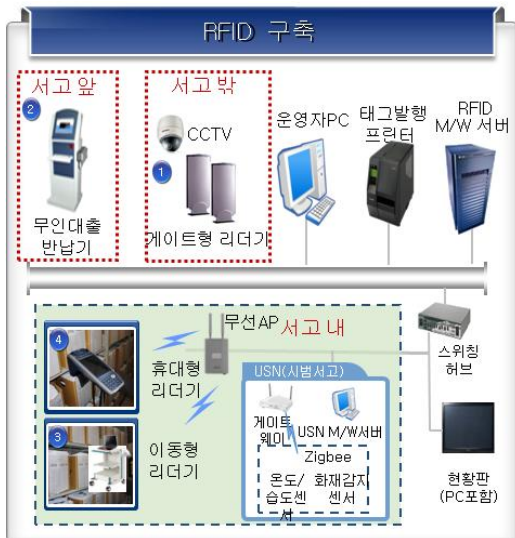 RFID 구축
서고 앞
2
무인대출
반납기
서고 밖
CCTV
1
게이트형 리더기
운영자PC
태그발행
프린터
RFID
M/W 서버
무선AP
서고 내
4
휴대형
리더기
3
이동형
리더기
USN(시범서고)
게이트
웨이
USN M/W서버
Zigbee
온도/
습도센
서
화재감지
센서
스위칭
허브
현황판
(PC포함)